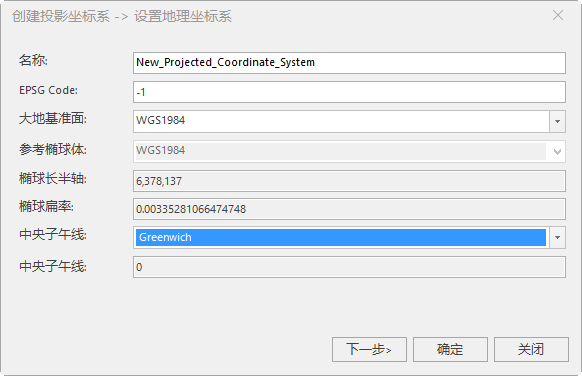 创建投影坐标系 -> 设置地理坐标系
名称: New_Projected_Coordinate_System
EPSG Code: -1
大地基准面: WGS1984
参考椭球体: WGS1984
椭球长半轴: 6,378,137
椭球扁率: 0.00335281066474748
中央子午线: Greenwich
中央子午线: 0
下一步> 确定 关闭